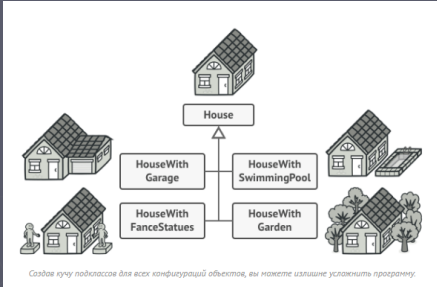 House
HouseWith
Garage
HouseWith
SwimmingPool
HouseWith
FanceStatues
HouseWith
Garden
Создав кучу подклассов для всех конфигураций объектов, вы можете излишне усложнить программу.